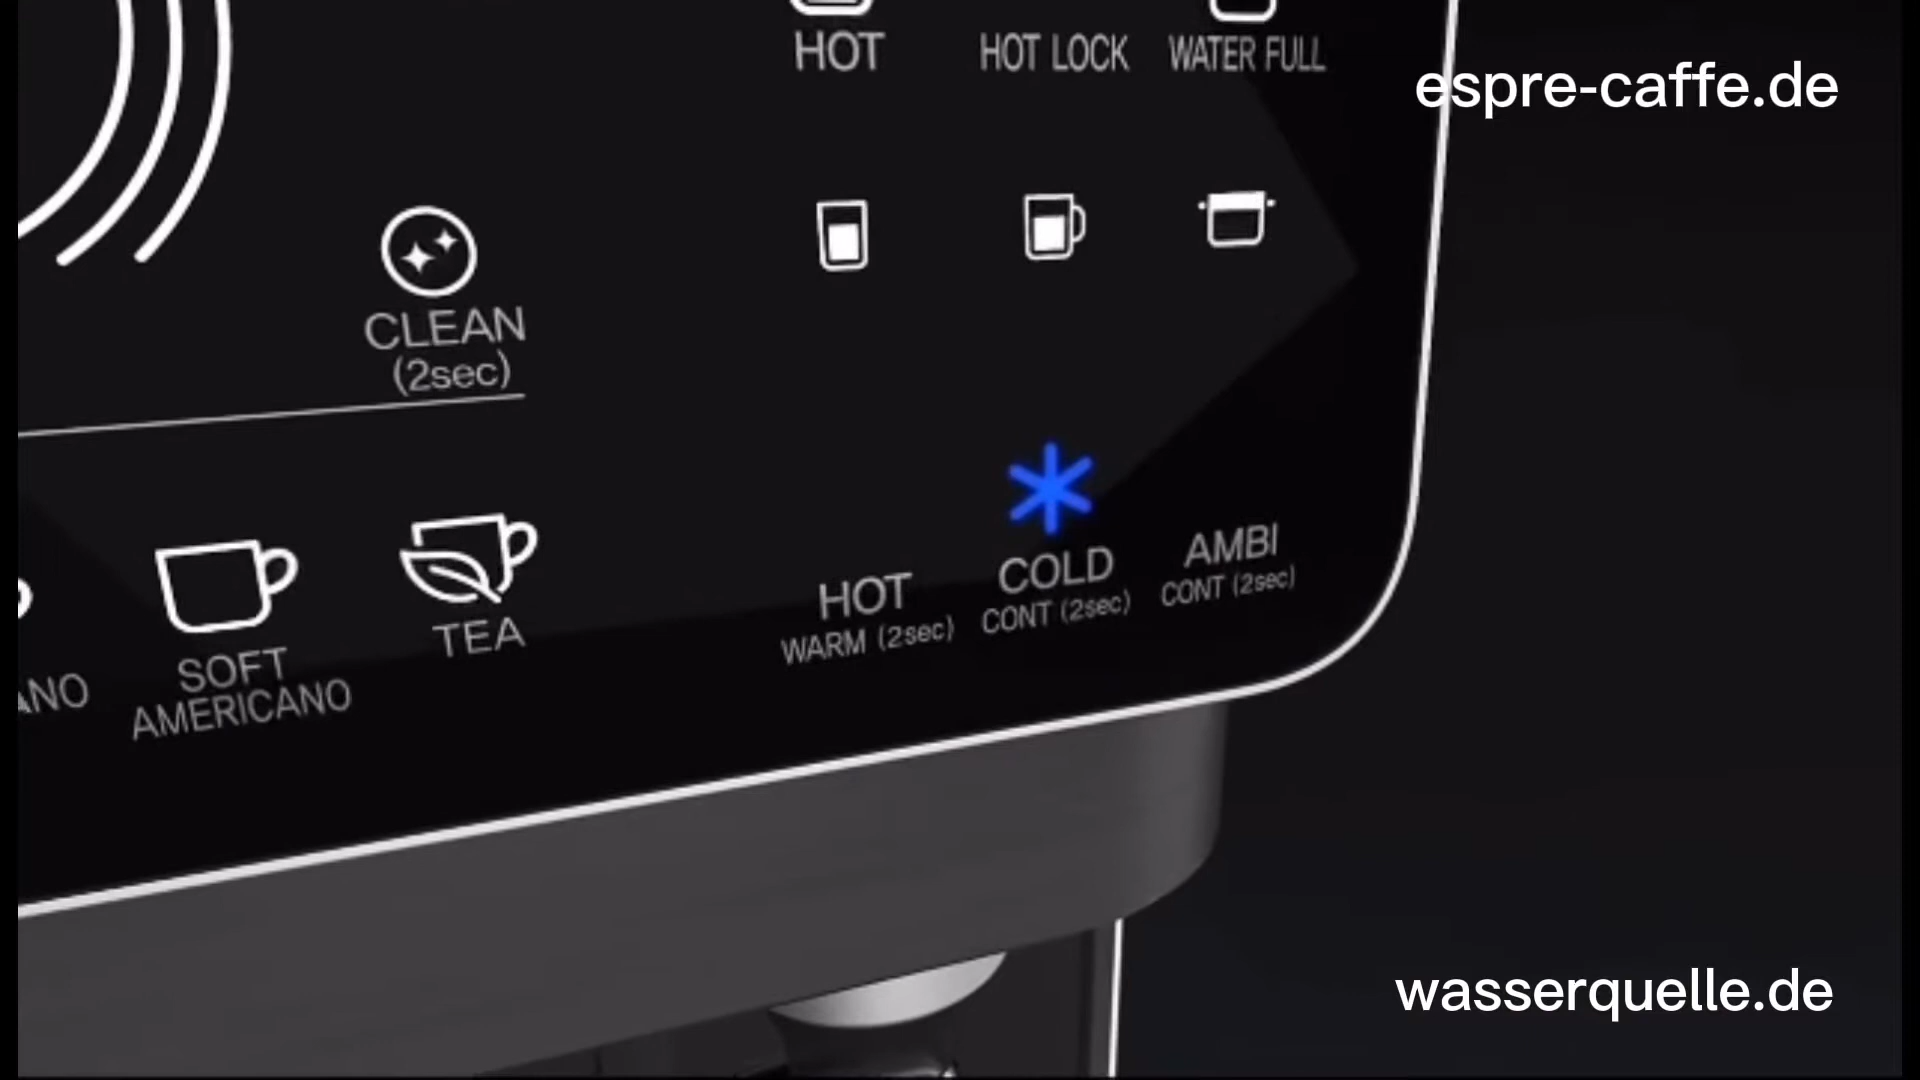 HOT
HOT LOCK
WATER FULL
espre-caffe.de
CLEAN
(2sec)
HOT
WARM (2sec)
COLD
CONT (2sec)
AMBI
CONT (2sec)
ANO
SOFT
AMERICANO
TEA
wasserquelle.de